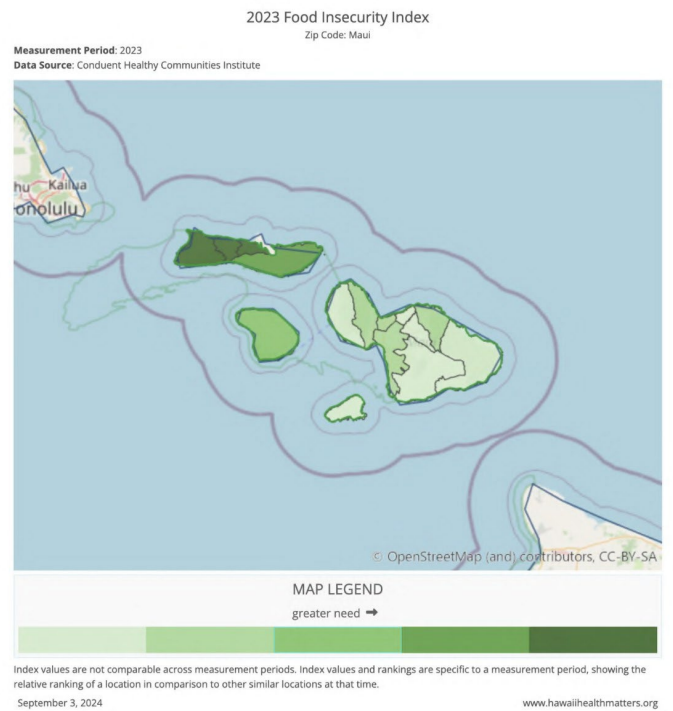 2023 Food Insecurity Index
Zip Code: Maui
Measurement Period: 2023
Data Source: Conduent Healthy Communities Institute
hu
Kailua
onolulu
© OpenStreetMap (and) contributors, CC-BY-SA
MAP LEGEND
greater need ➡
Index values are not comparable across measurement periods. Index values and rankings are specific to a measurement period, showing the
relative ranking of a location in comparison to other similar locations at that time.
September 3, 2024
www.hawaiihealthmatters.org